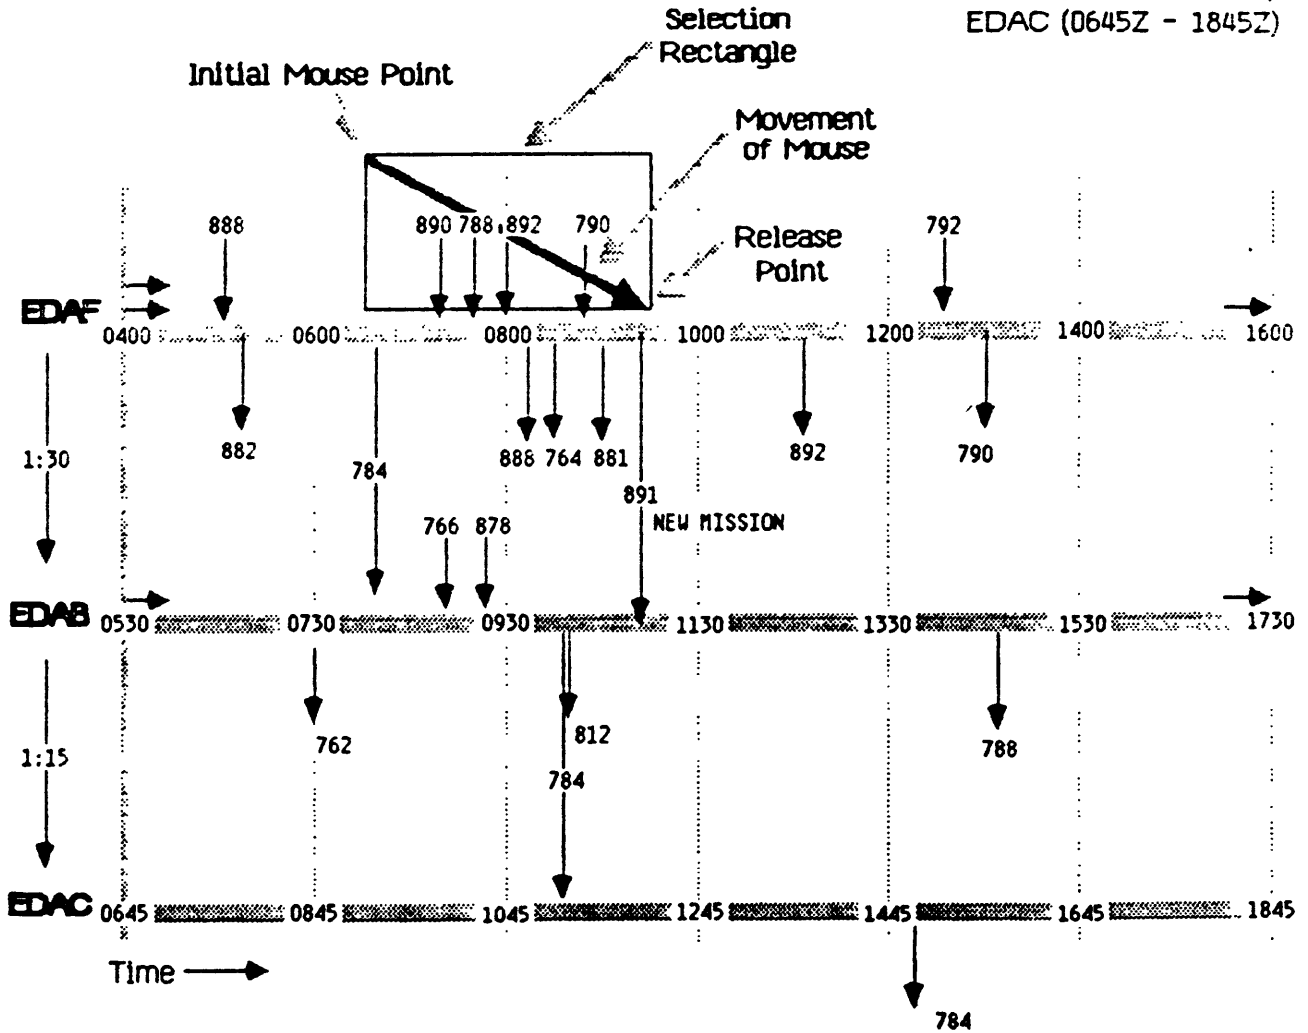 EDAC (0645Z - 1845Z)
Selection
Rectangle
Initial Mouse Point
Movement
of Mouse
888
890 788 892 790
792
Release
Point
EDAF
0400 0600 0800 1000 1200 1400 1600
882
1:30
784
888 764 881
892
790
891
NEW MISSION
766 878
EDAB 0530 0730 0930 1130 1330 1530 1730
762
812
788
1:15
784
EDAC 0645 0845 1045 1245 1445 1645 1845
Time
784